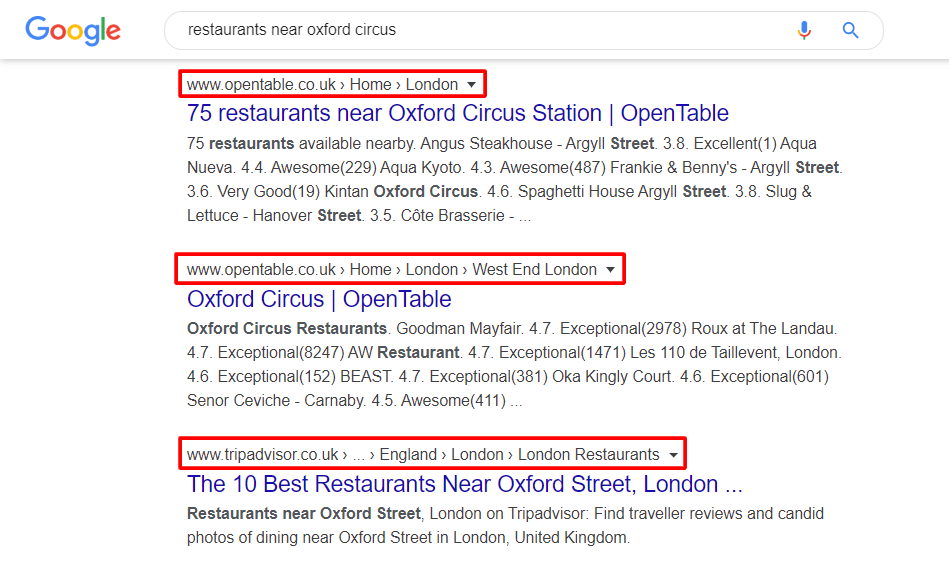 Google
restaurants near oxford circus
www.opentable.co.uk › Home › London
75 restaurants near Oxford Circus Station | OpenTable
75 restaurants available nearby. Angus Steakhouse - Argyll Street. 3.8. Excellent(1) Aqua
Nueva. 4.4. Awesome(229) Aqua Kyoto. 4.3. Awesome(487) Frankie & Benny's - Argyll Street.
3.6. Very Good(19) Kintan Oxford Circus. 4.6. Spaghetti House Argyll Street. 3.8. Slug &
Lettuce - Hanover Street. 3.5. Côte Brasserie - ...
www.opentable.co.uk › Home › London › West End London
Oxford Circus | OpenTable
Oxford Circus Restaurants. Goodman Mayfair. 4.7. Exceptional(2978) Roux at The Landau.
4.7. Exceptional(8247) AW Restaurant. 4.7. Exceptional(1471) Les 110 de Taillevent, London.
4.6. Exceptional(152) BEAST. 4.7. Exceptional(381) Oka Kingly Court. 4.6. Exceptional(601)
Senor Ceviche - Carnaby. 4.5. Awesome(411) ...
www.tripadvisor.co.uk › ... › England › London › London Restaurants
The 10 Best Restaurants Near Oxford Street, London ...
Restaurants near Oxford Street, London on Tripadvisor: Find traveller reviews and candid
photos of dining near Oxford Street in London, United Kingdom.